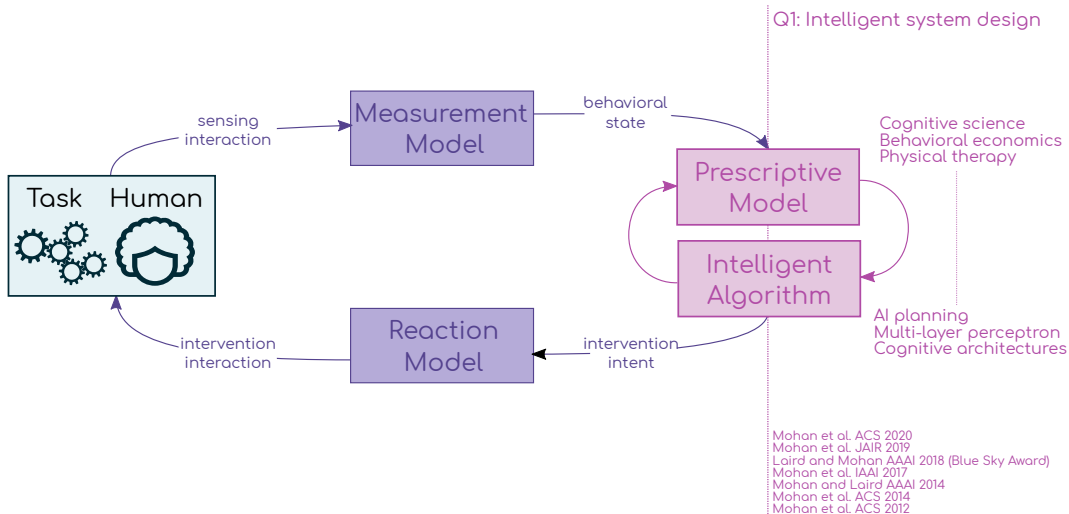 Q1: Intelligent system design
sensing
interaction
Measurement
Model
behavioral
state
Cognitive science
Behavioral economics
Physical therapy
Prescriptive
Model
Task Human
Intelligent
Algorithm
AI planning
Multi-layer perceptron
Cognitive architectures
intervention
interaction
Reaction
Model
intervention
intent
Mohan et al. ACS 2020
Mohan et al. JAIR 2019
Laird and Mohan AAAI 2018 (Blue Sky Award)
Mohan et al. IAAI 2017
Mohan and Laird AAAI 2014
Mohan et al. ACS 2014
Mohan et al. ACS 2012